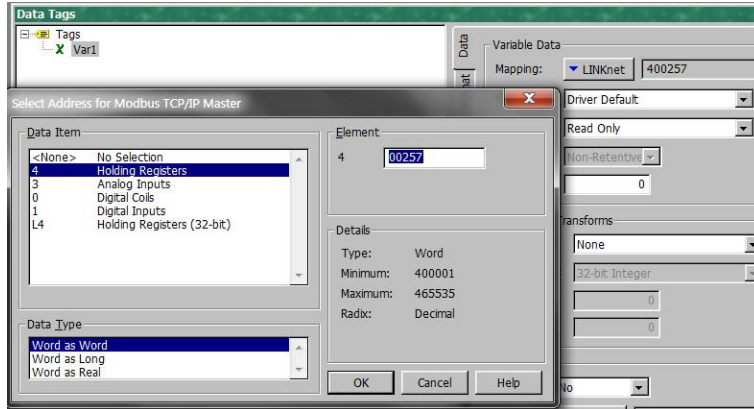 Data Tags
Tags
X Var1
Data
Variable Data
Mapping: LINKnet 400257
Driver Default
Read Only
Non-Retentive
0
Transforms
None
32-bit Integer
0
0
No
Select Address for Modbus TCP/IP Master
Data Item
<None> No Selection
4 Holding Registers
3 Analog Inputs
0 Digital Coils
1 Digital Inputs
L4 Holding Registers (32-bit)
Data Type
Word as Word
Word as Long
Word as Real
Element
4 00257
Details
Type: Word
Minimum: 400001
Maximum: 465535
Radix: Decimal
OK Cancel Help